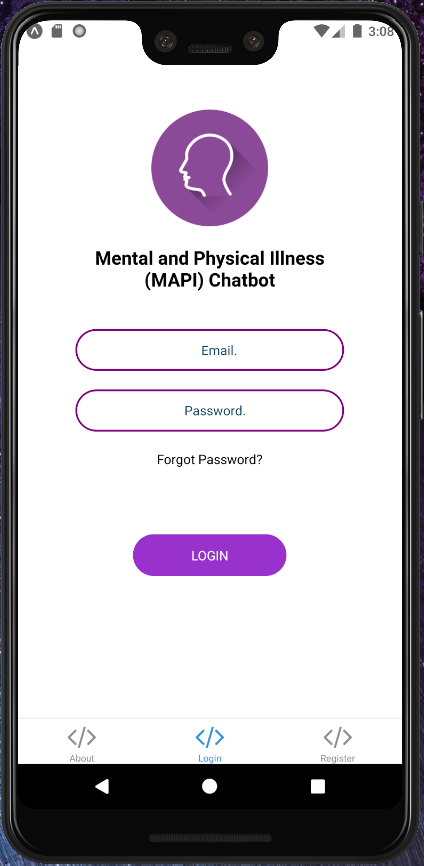 3:08
Mental and Physical Illness
(MAPI) Chatbot
Email.
Password.
Forgot Password?
LOGIN
About
Login
Register